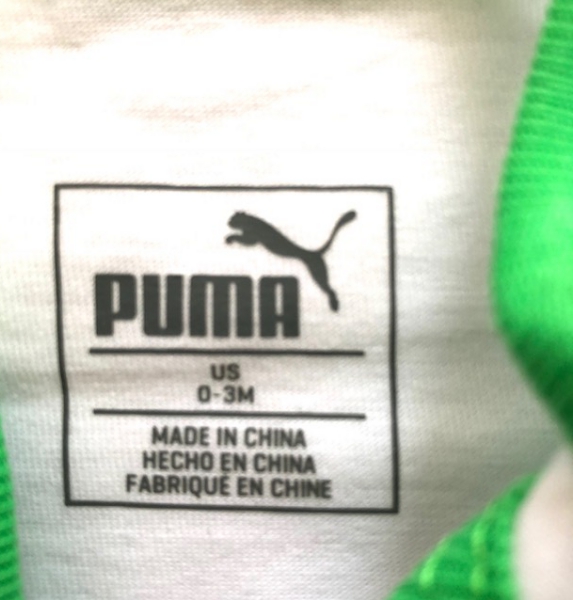 PUMA
US
0-3M
MADE IN CHINA
HECHO EN CHINA
FABRIQUÉ EN CHINE